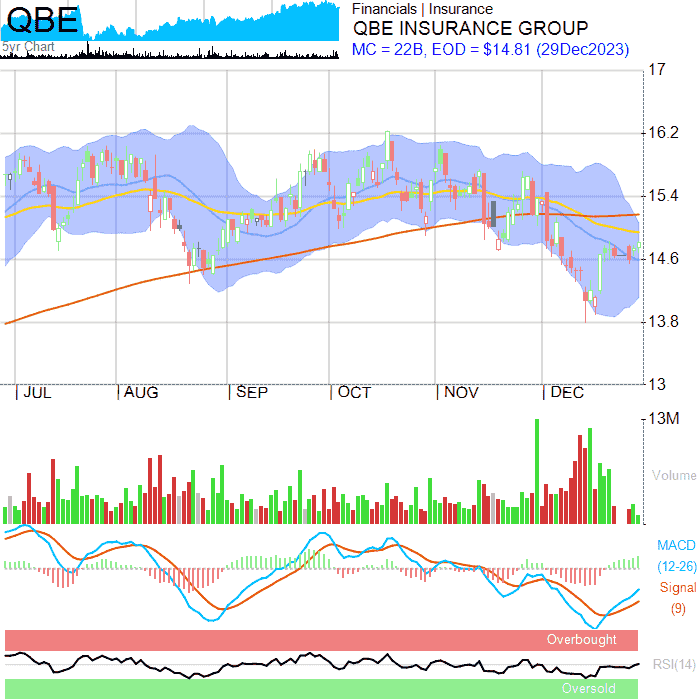 QBE
5yr Chart
Financials | Insurance
QBE INSURANCE GROUP
MC = 22B, EOD = $14.81 (29Dec2023)
17
16.2
15.4
14.6
13.8
13
JUL AUG SEP OCT NOV DEC
13M
Volume
MACD
(12-26)
Signal
(9)
Overbought
RSI(14)
Oversold